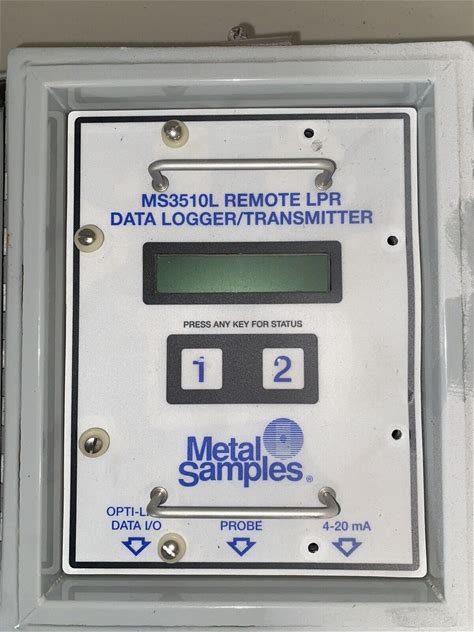 MS3510L REMOTE LPR
DATA LOGGER/TRANSMITTER
PRESS ANY KEY FOR STATUS
1 2
Metal
Samples®
OPTI-L
DATA I/O PROBE 4-20 mA